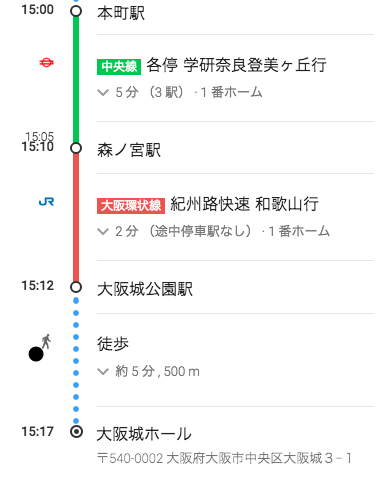 15:00 本町駅
中央線 各停 学研奈良登美ヶ丘行
5 分 （3 駅） · 1 番ホーム
15:05
15:10 森ノ宮駅
JR 大阪環状線 紀州路快速 和歌山行
2 分 （途中停車駅なし） · 1 番ホーム
15:12 大阪城公園駅
徒歩
約 5 分 , 500 m
15:17 大阪城ホール
〒540-0002 大阪府大阪市中央区大阪城３−１